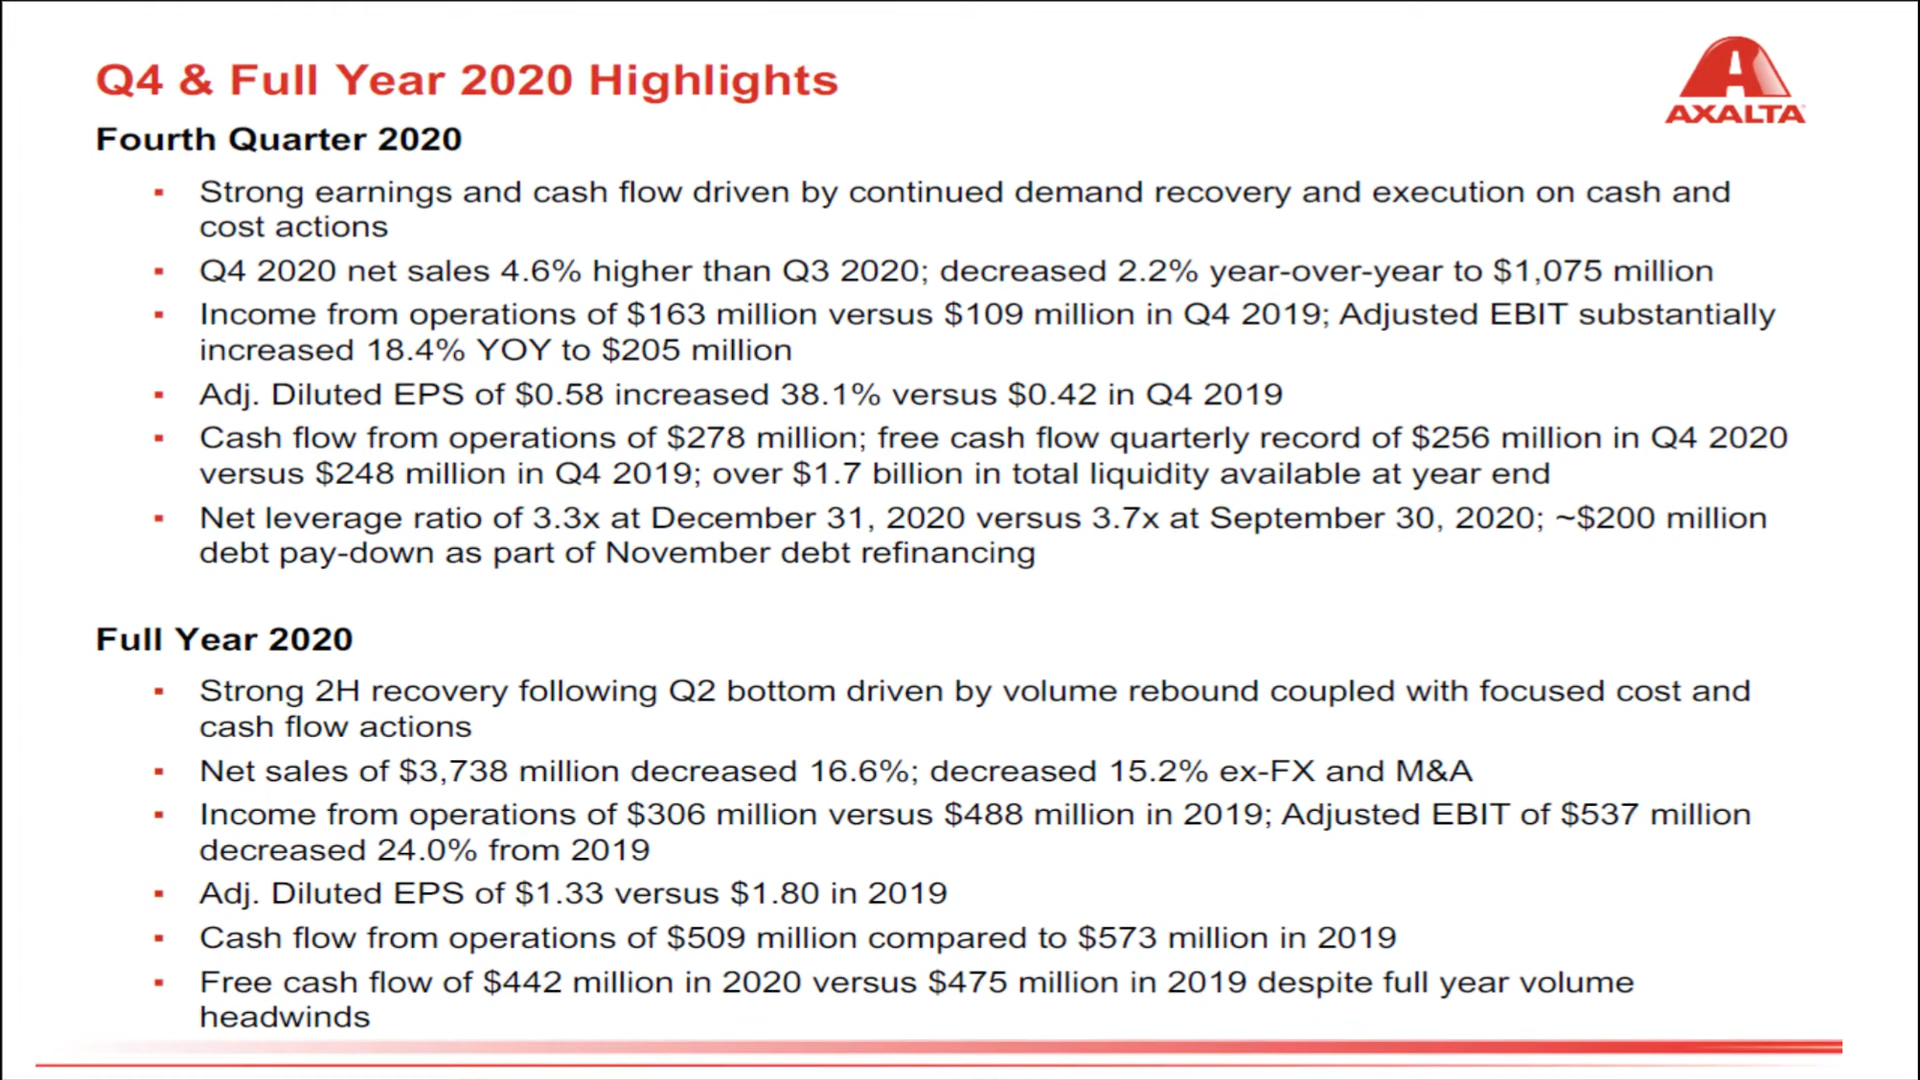 Q4 & Full Year 2020 Highlights
AXALTA
Fourth Quarter 2020
▪ Strong earnings and cash flow driven by continued demand recovery and execution on cash and
cost actions
▪ Q4 2020 net sales 4.6% higher than Q3 2020; decreased 2.2% year-over-year to $1,075 million
▪ Income from operations of $163 million versus $109 million in Q4 2019; Adjusted EBIT substantially
increased 18.4% YOY to $205 million
▪ Adj. Diluted EPS of $0.58 increased 38.1% versus $0.42 in Q4 2019
▪ Cash flow from operations of $278 million; free cash flow quarterly record of $256 million in Q4 2020
versus $248 million in Q4 2019; over $1.7 billion in total liquidity available at year end
▪ Net leverage ratio of 3.3x at December 31, 2020 versus 3.7x at September 30, 2020; ~$200 million
debt pay-down as part of November debt refinancing
Full Year 2020
▪ Strong 2H recovery following Q2 bottom driven by volume rebound coupled with focused cost and
cash flow actions
▪ Net sales of $3,738 million decreased 16.6%; decreased 15.2% ex-FX and M&A
▪ Income from operations of $306 million versus $488 million in 2019; Adjusted EBIT of $537 million
decreased 24.0% from 2019
▪ Adj. Diluted EPS of $1.33 versus $1.80 in 2019
▪ Cash flow from operations of $509 million compared to $573 million in 2019
▪ Free cash flow of $442 million in 2020 versus $475 million in 2019 despite full year volume
headwinds